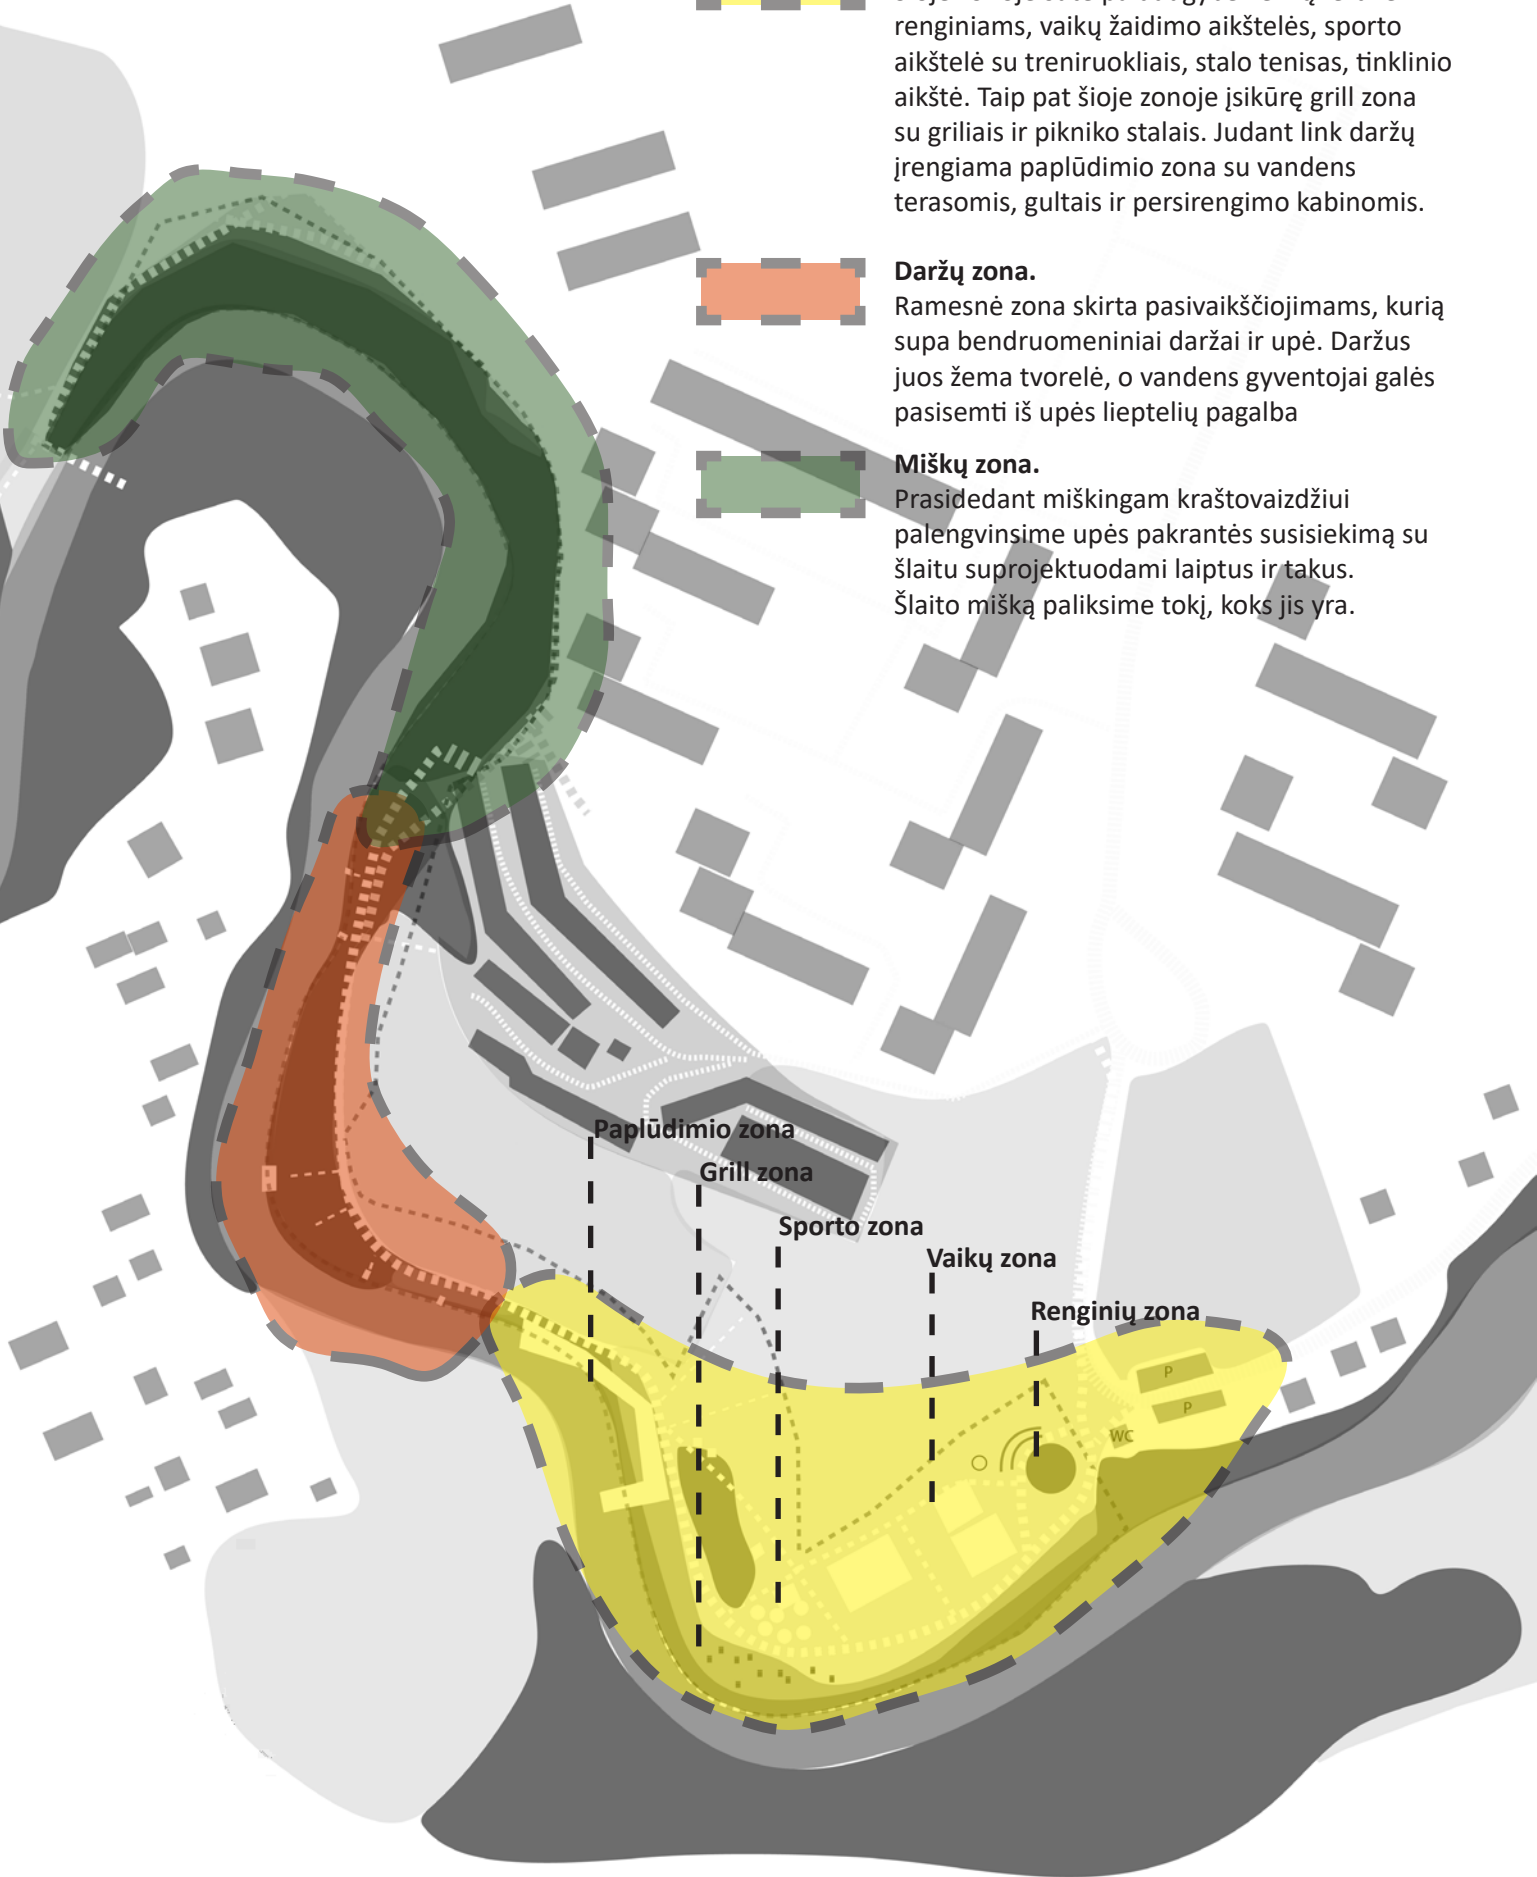 renginiams, vaikų žaidimo aikštelės, sporto
aikštelė su treniruokliais, stalo tenisas, tinklinio
aikštė. Taip pat šioje zonoje įsikūrę grill zona
su griliais ir pikniko stalais. Judant link daržų
įrengiama paplūdimio zona su vandens
terasomis, gultais ir persirengimo kabinomis.
Daržų zona.
Ramesnė zona skirta pasivaikščiojimams, kurią
supa bendruomeniniai daržai ir upė. Daržus
juos žema tvorelė, o vandens gyventojai galės
pasisemti iš upės lieptelių pagalba
Miškų zona.
Prasidedant miškingam kraštovaizdžiui
palengvinsime upės pakrantės susisiekimą su
šlaitu suprojektuodami laiptus ir takus.
Šlaito mišką paliksime tokį, koks jis yra.
Paplūdimio zona
Grill zona
Sporto zona
Vaikų zona
Renginių zona
P
P
WC